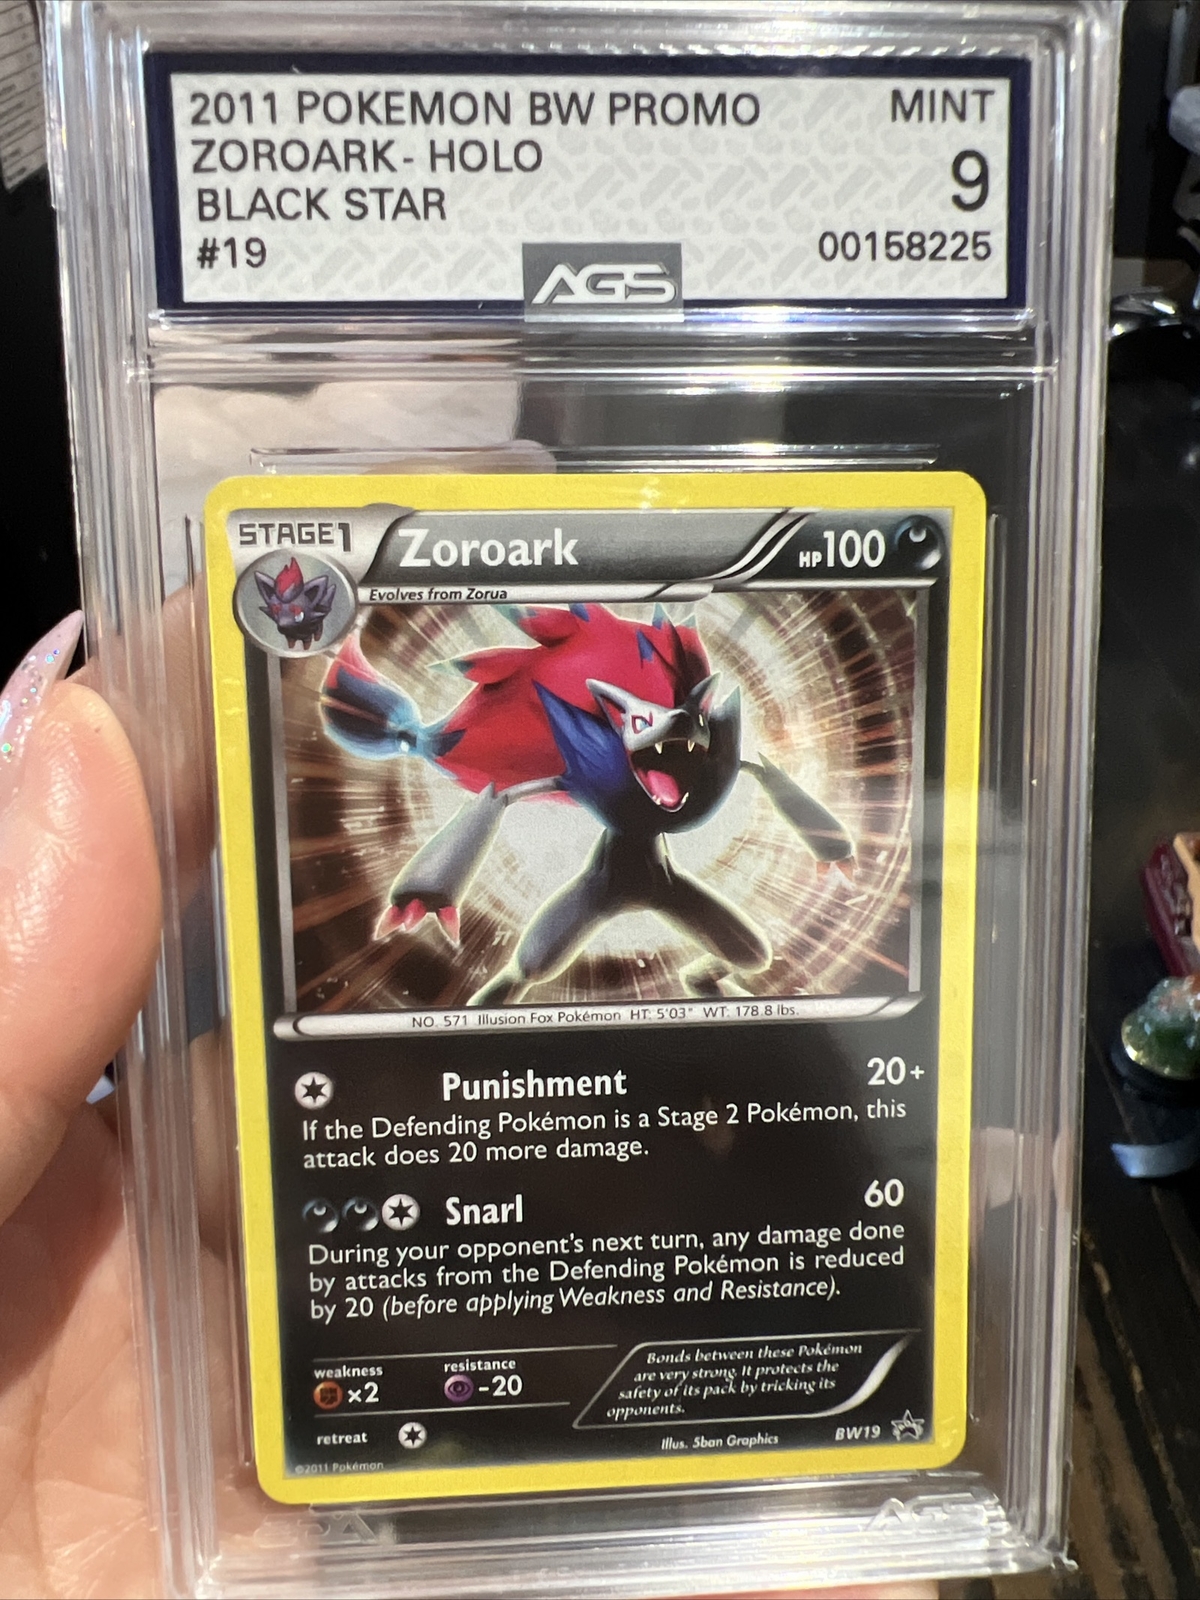 2011 POKEMON BW PROMO MINT
ZOROARK - HOLO 9
BLACK STAR
#19 00158225
AGS
STAGE1 Zoroark HP100
Evolves from Zorua
NO. 571 Illusion Fox Pokémon HT: 5'03" WT: 178.8 lbs.
Punishment 20+
If the Defending Pokémon is a Stage 2 Pokémon, this
attack does 20 more damage.
Snarl 60
During your opponent's next turn, any damage done
by attacks from the Defending Pokémon is reduced
by 20 (before applying Weakness and Resistance).
weakness resistance
×2 -20
Bonds between these Pokémon
are very strong. It protects the
safety of its pack by tricking its
opponents.
retreat
Illus. 5ban Graphics BW19
©2011 Pokémon
AGS